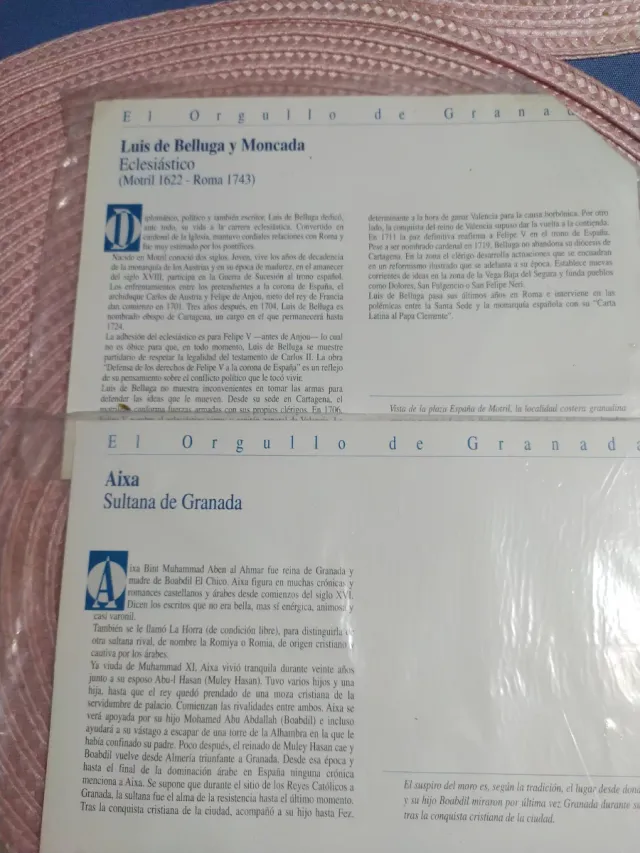 El Orgullo de Grana
Luis de Belluga y Moncada
Eclesiástico
(Motril 1622 - Roma 1743)
Diplomático, político y también escritor, Luis de Belluga dedicó,
ante todo, su vida a la carrera eclesiástica. Convertido en
cardenal de la Iglesia, mantuvo cordiales relaciones con Roma y
fue muy estimado por los pontífices.
Nacido en Motril conoció dos siglos. Joven, vive los años de decadencia
de la monarquía de los Austria y en su época de madurez, en el amanecer
del siglo XVIII, participa en la Guerra de Sucesión al trono español.
Los enfrentamientos entre los pretendientes a la corona de España, el
archiduque Carlos de Austria y Felipe de Anjou, nieto del rey de Francia
dan comienzo en 1701. Tres años después, en 1704, Luis de Belluga es
nombrado obispo de Cartagena, un cargo en el que permanecerá hasta
1724.
La adhesión del eclesiástico es para Felipe V —antes de Anjou— lo cual
no es óbice para que, en todo momento, Luis de Belluga se muestre
partidario de respetar la legalidad del testamento de Carlos II. La obra
"Defensa de los derechos de Felipe V a la corona de España" es un reflejo
de su pensamiento sobre el conflicto político que le tocó vivir.
Luis de Belluga no muestra inconvenientes en tomar las armas para
defender las ideas que le mueven. Desde su sede en Cartagena, el
motrileño conforma fuerzas armadas con sus propios clérigos. En 1706,
determinante a la hora de ganar Valencia para la causa borbónica. Por otro
lado, la conquista del reino de Valencia supuso dar la vuelta a la contienda.
En 1711 la paz definitiva reafirma a Felipe V en el trono de España.
Pese a ser nombrado cardenal en 1719, Belluga no abandona su diócesis de
Cartagena. En la zona el clérigo desarrolla actuaciones que se encuadran
en un reformismo ilustrado que se adelanta a su época. Establece nuevas
corrientes de ideas en la zona de la Vega Baja del Segura y funda pueblos
como Dolores, San Fulgencio o San Felipe Neri.
Luis de Belluga pasa sus últimos años en Roma e interviene en las
polémicas entre la Santa Sede y la monarquía española con su "Carta
Latina al Papa Clemente".
Vista de la plaza España de Motril, la localidad costera granadina
El Orgullo de Granada
Aixa
Sultana de Granada
Aixa Bint Muhammad Aben al Ahmar fue reina de Granada y
madre de Boabdil El Chico. Aixa figura en muchas crónicas y
romances castellanos y árabes desde comienzos del siglo XVI.
Dicen los escritos que no era bella, mas sí enérgica, animosa y
casi varonil.
También se le llamó La Horra (de condición libre), para distinguirla de
otra sultana rival, de nombre la Romiya o Romia, de origen cristiano y
cautiva por los árabes.
Ya viuda de Muhammad XI, Aixa vivió tranquila durante veinte años
junto a su esposo Abu-l Hasan (Muley Hasan). Tuvo varios hijos y una
hija, hasta que el rey quedó prendado de una moza cristiana de la
servidumbre de palacio. Comienzan las rivalidades entre ambos. Aixa se
verá apoyada por su hijo Mohamed Abu Abdallah (Boabdil) e incluso
ayudará a su vástago a escapar de una torre de la Alhambra en la que le
había confinado su padre. Poco después, el reinado de Muley Hasan cae y
Boabdil vuelve desde Almería triunfante a Granada. Desde esa época y
hasta el final de la dominación árabe en España ninguna crónica
menciona a Aixa. Se supone que durante el sitio de los Reyes Católicos a
Granada, la sultana fue el alma de la resistencia hasta el último momento.
Tras la conquista cristiana de la ciudad, acompañó a su hijo hasta Fez.
El suspiro del moro es, según la tradición, el lugar desde dond
y su hijo Boabdil miraron por última vez Granada durante su
tras la conquista cristiana de la ciudad.